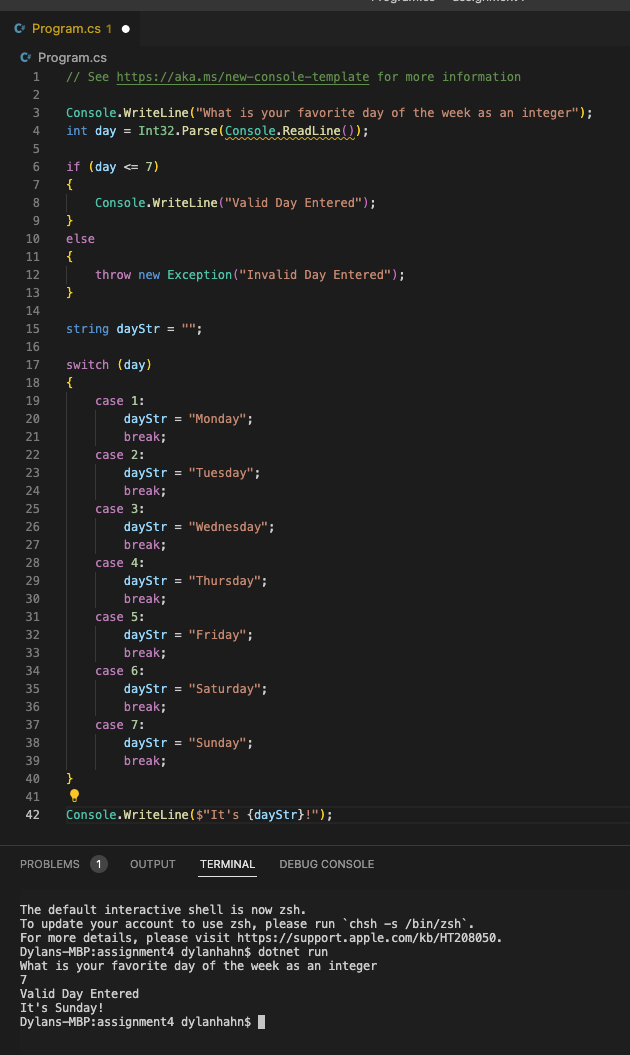 Program.cs 1
Program.cs
1 // See https://aka.ms/new-console-template for more information
2
3 Console.WriteLine("What is your favorite day of the week as an integer");
4 int day = Int32.Parse(Console.ReadLine());
5
6 if (day <= 7)
7 {
8     Console.WriteLine("Valid Day Entered");
9 }
10 else
11 {
12     throw new Exception("Invalid Day Entered");
13 }
14
15 string dayStr = "";
16
17 switch (day)
18 {
19     case 1:
20         dayStr = "Monday";
21         break;
22     case 2:
23         dayStr = "Tuesday";
24         break;
25     case 3:
26         dayStr = "Wednesday";
27         break;
28     case 4:
29         dayStr = "Thursday";
30         break;
31     case 5:
32         dayStr = "Friday";
33         break;
34     case 6:
35         dayStr = "Saturday";
36         break;
37     case 7:
38         dayStr = "Sunday";
39         break;
40 }
41
42 Console.WriteLine($"It's {dayStr}!");
PROBLEMS 1 OUTPUT TERMINAL DEBUG CONSOLE
The default interactive shell is now zsh.
To update your account to use zsh, please run `chsh -s /bin/zsh`.
For more details, please visit https://support.apple.com/kb/HT208050.
Dylans-MBP:assignment4 dylanhahn$ dotnet run
What is your favorite day of the week as an integer
7
Valid Day Entered
It's Sunday!
Dylans-MBP:assignment4 dylanhahn$